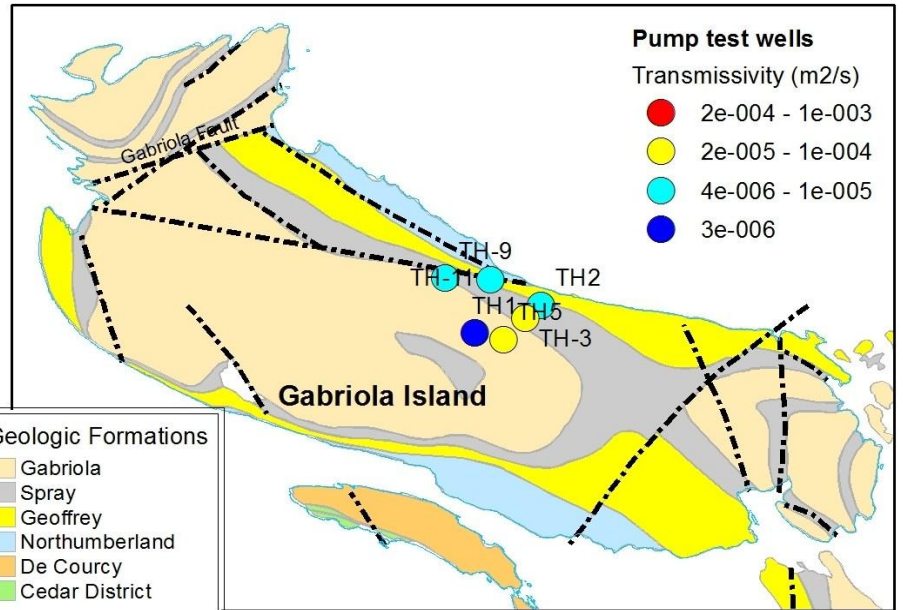 Pump test wells
Transmissivity (m2/s)
2e-004 - 1e-003
2e-005 - 1e-004
4e-006 - 1e-005
3e-006
Gabriola Fault
TH-9
TH-11
TH2
TH1
TH5
TH-3
Gabriola Island
Geologic Formations
Gabriola
Spray
Geoffrey
Northumberland
De Courcy
Cedar District